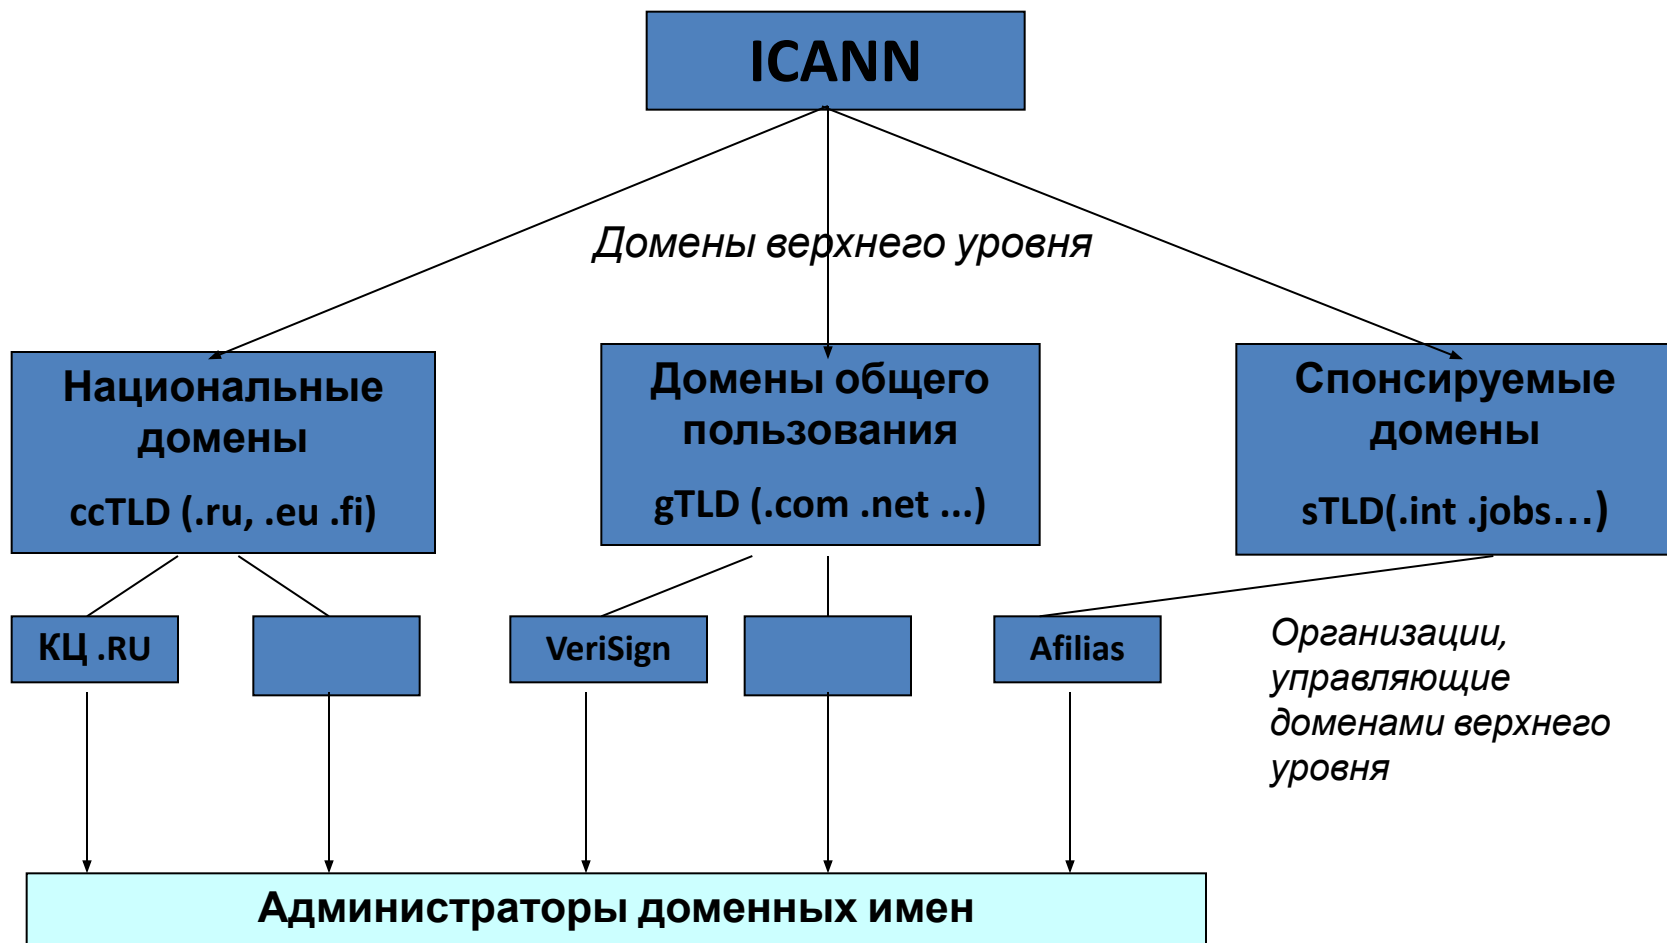 ICANN
Домены верхнего уровня
Национальные
домены
ccTLD (.ru, .eu .fi)
Домены общего
пользования
gTLD (.com .net ...)
Спонсируемые
домены
sTLD(.int .jobs...)
КЦ .RU
VeriSign
Afilias
Организации,
управляющие
доменами верхнего
уровня
Администраторы доменных имен